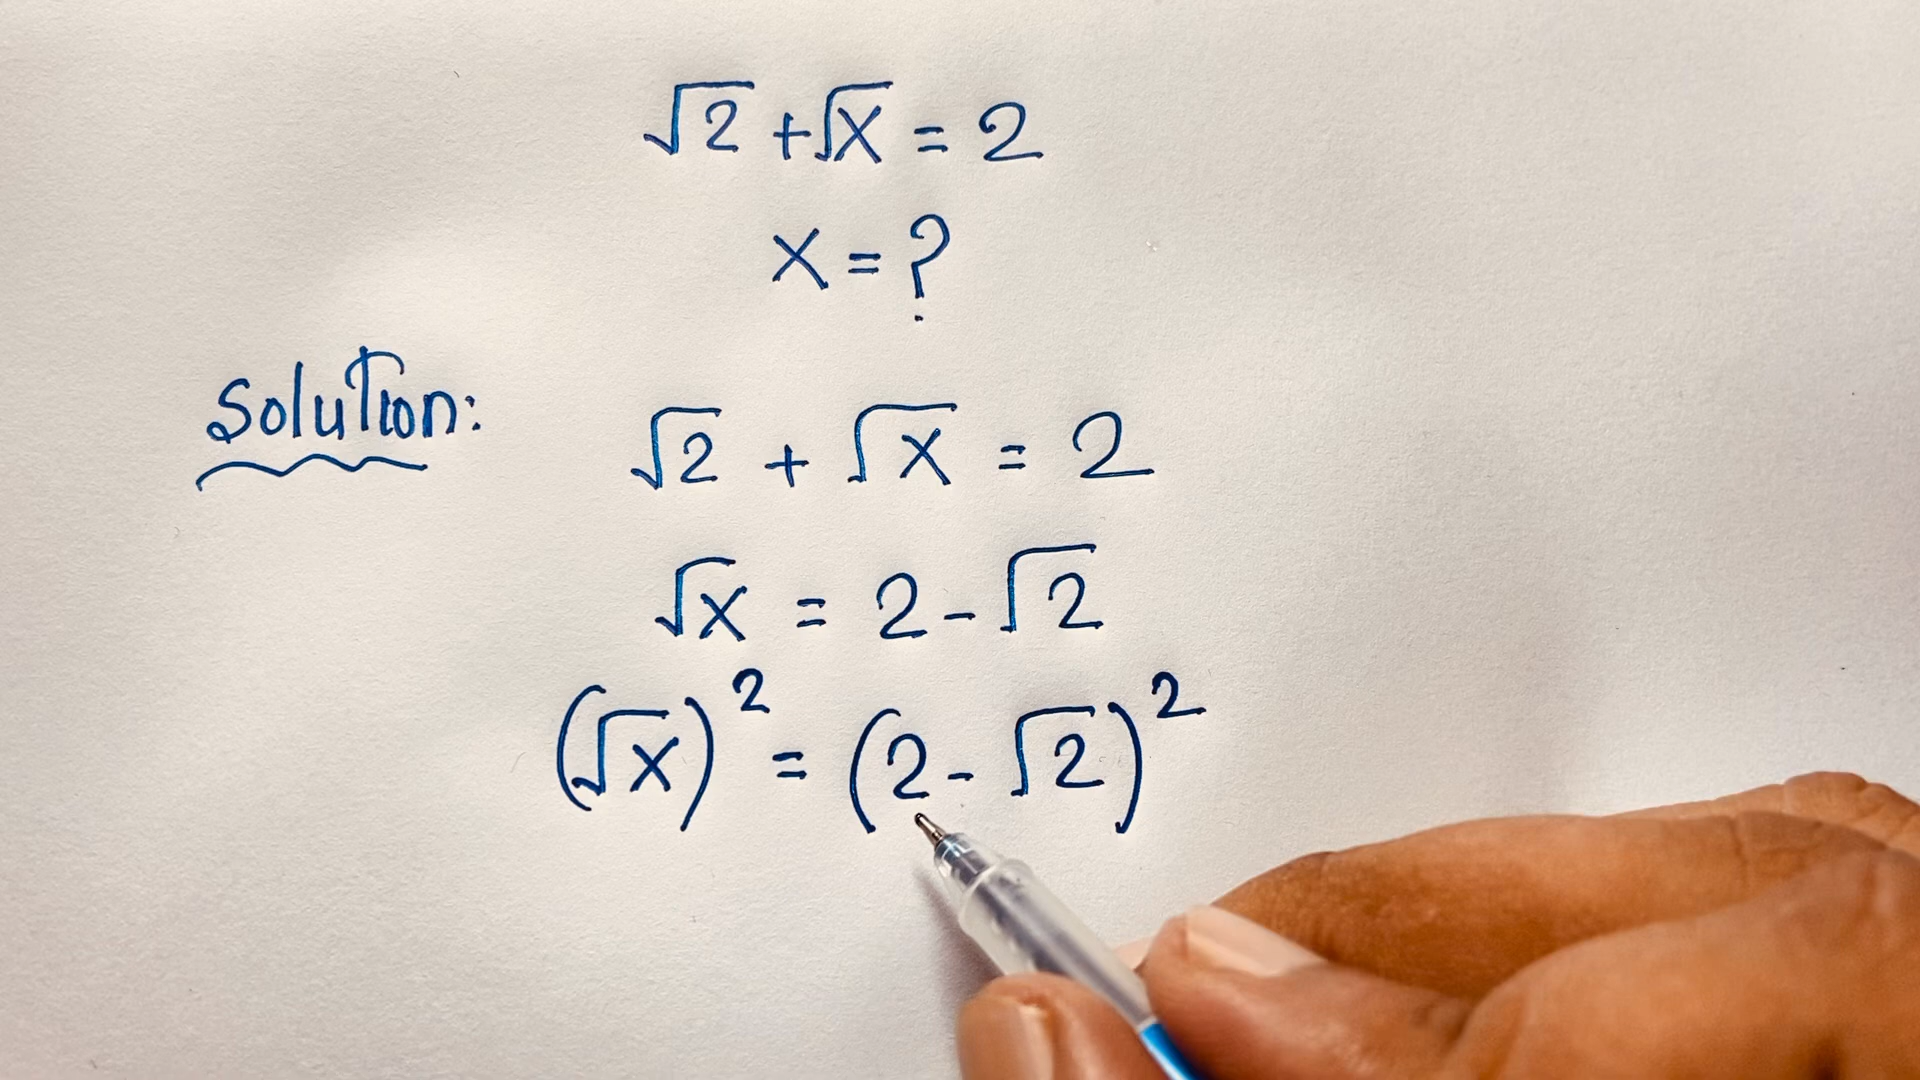 √2 + √x = 2
x = ?
Solution:
√2 + √x = 2
√x = 2 - √2
(√x)² = (2 - √2)²